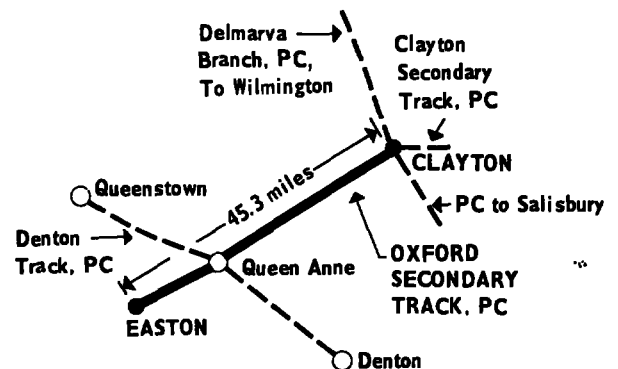 Delmarva
Branch, PC,
To Wilmington
Clayton
Secondary
Track, PC
CLAYTON
PC to Salisbury
45.3 miles
Queenstown
Denton
Track, PC
Queen Anne
OXFORD
SECONDARY
TRACK, PC
EASTON
Denton